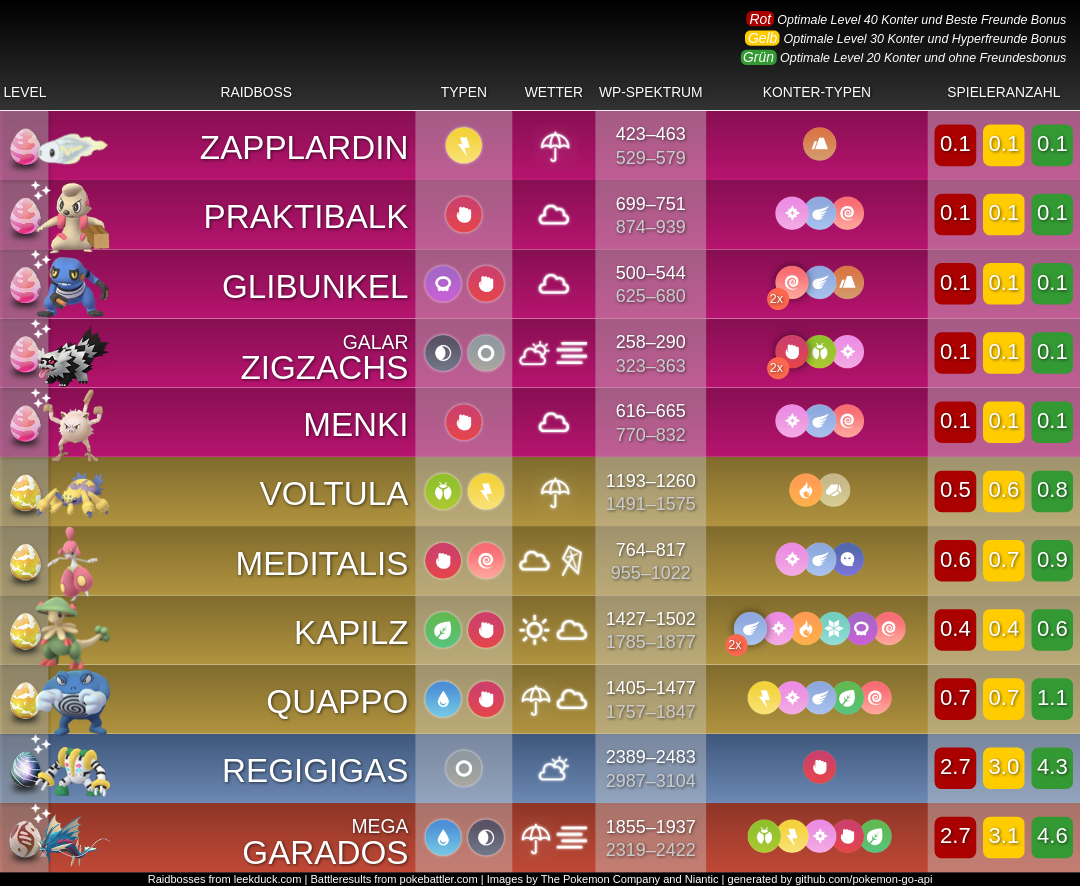 Rot Optimale Level 40 Konter und Beste Freunde Bonus
Gelb Optimale Level 30 Konter und Hyperfreunde Bonus
Grün Optimale Level 20 Konter und ohne Freundesbonus
LEVEL RAIDBOSS TYPEN WETTER WP-SPEKTRUM KONTER-TYPEN SPIELERANZAHL
ZAPPLARDIN 423–463 0.1 0.1 0.1
529–579
PRAKTIBALK 699–751 0.1 0.1 0.1
874–939
GLIBUNKEL 500–544 0.1 0.1 0.1
625–680
2x
GALAR
ZIGZACHS 258–290 0.1 0.1 0.1
323–363
2x
MENKI 616–665 0.1 0.1 0.1
770–832
VOLTULA 1193–1260 0.5 0.6 0.8
1491–1575
MEDITALIS 764–817 0.6 0.7 0.9
955–1022
KAPILZ 1427–1502 0.4 0.4 0.6
1785–1877
2x
QUAPPO 1405–1477 0.7 0.7 1.1
1757–1847
REGIGIGAS 2389–2483 2.7 3.0 4.3
2987–3104
MEGA
GARADOS 1855–1937 2.7 3.1 4.6
2319–2422
Raidbosses from leekduck.com | Battleresults from pokebattler.com | Images by The Pokemon Company and Niantic | generated by github.com/pokemon-go-api